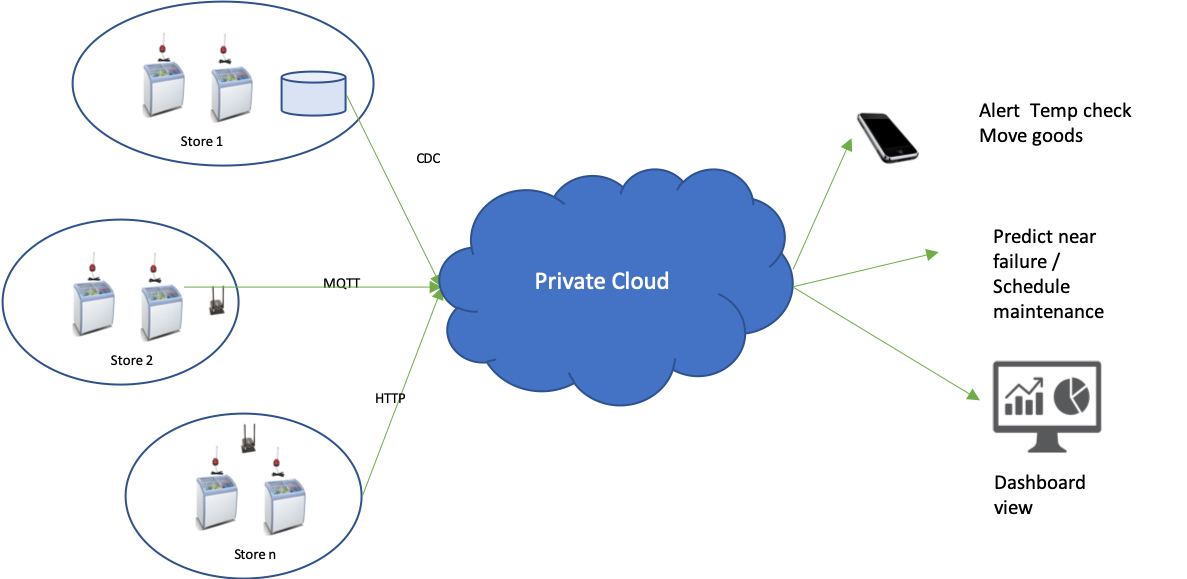 Store 1
CDC
Alert  Temp check
Move goods
MQTT
Store 2
Private Cloud
Predict near
failure /
Schedule
maintenance
HTTP
Store n
Dashboard
view